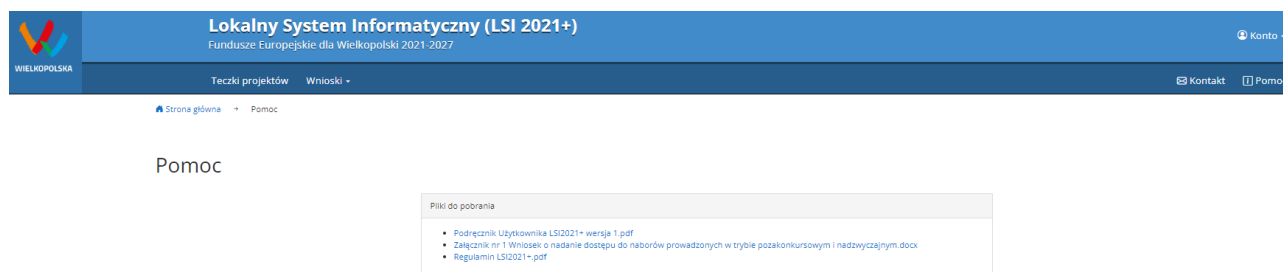 Lokalny System Informatyczny (LSI 2021+)
Fundusze Europejskie dla Wielkopolski 2021-2027
Konto
WIELKOPOLSKA
Teczki projektów Wnioski
Kontakt
Strona główna → Pomoc
Pomoc
Pliki do pobrania
Podręcznik Użytkownika LSI2021+ wersja 1.pdf
Załącznik nr 1 Wniosek o nadanie dostępu do naborów prowadzonych w trybie pozakonkursowym i nadzwyczajnym.docx
Regulamin LSI2021+.pdf